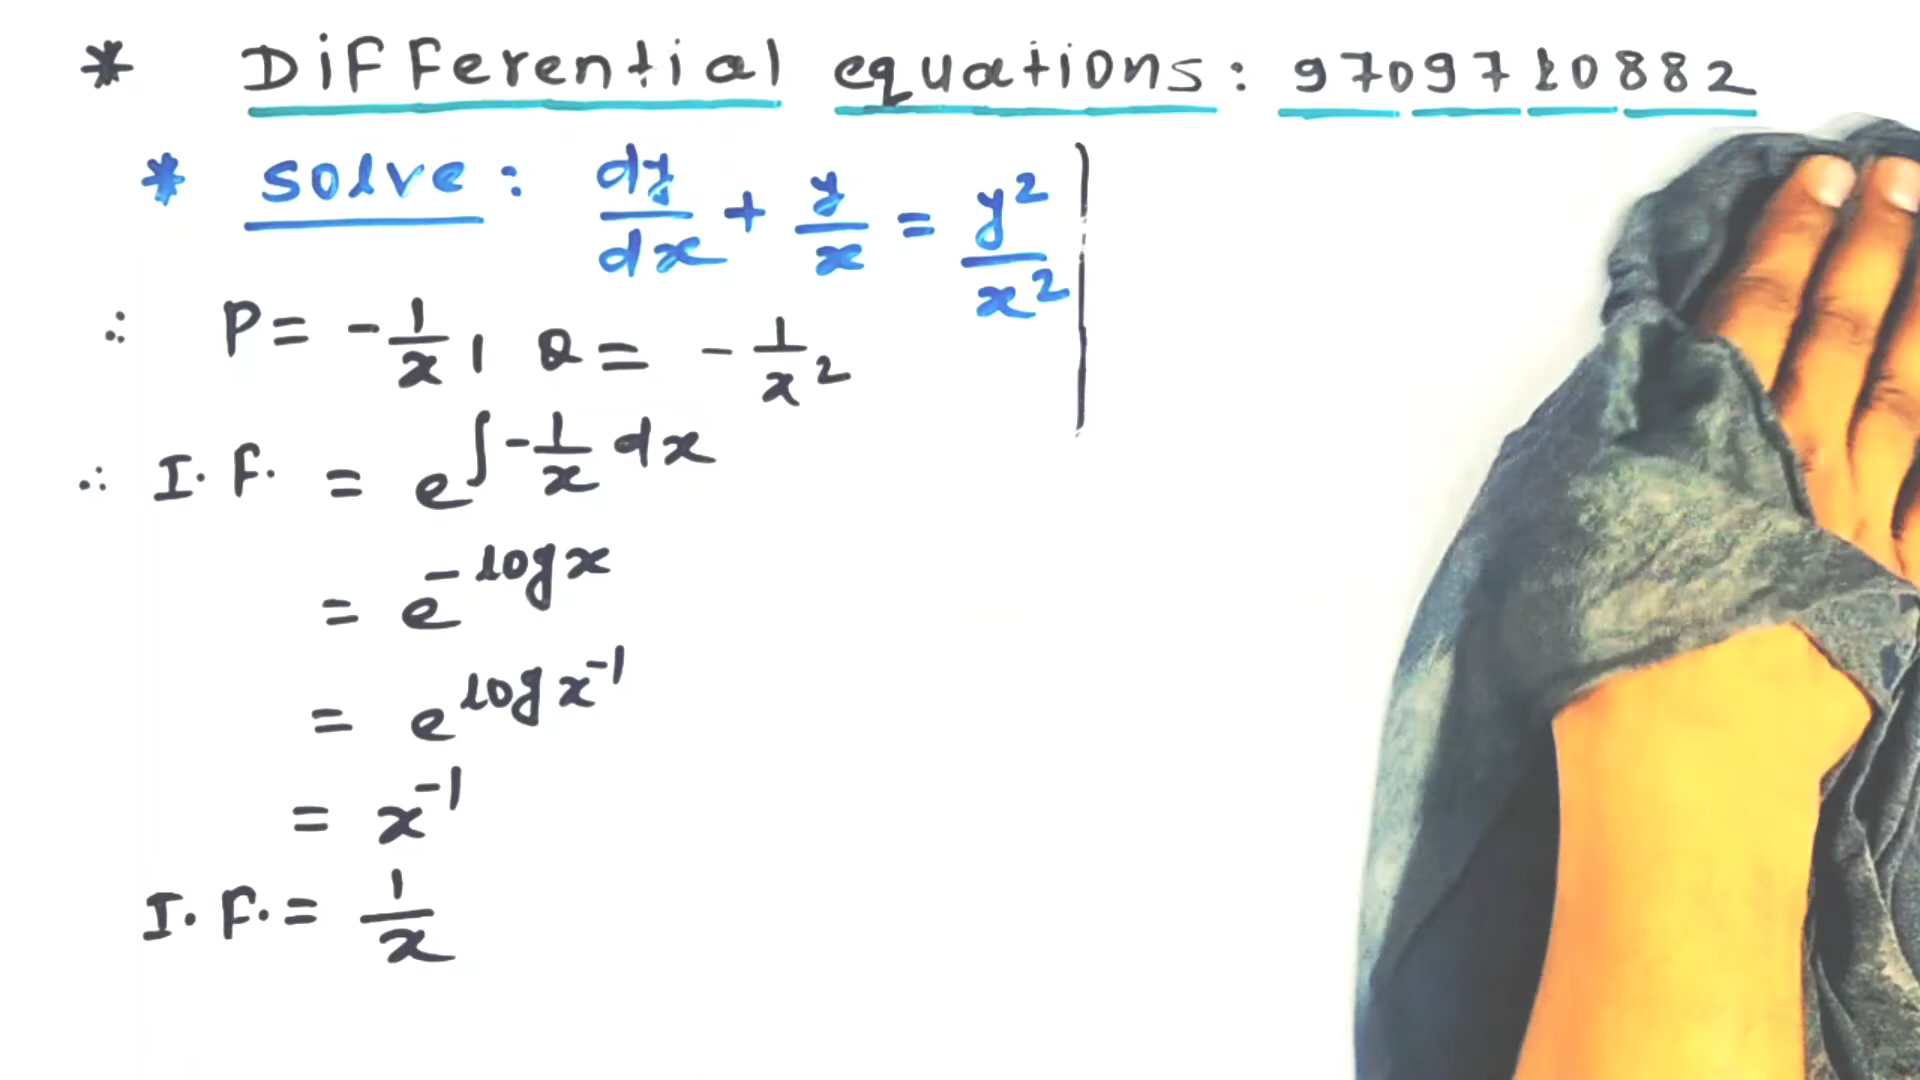 * Differential equations: 9709710882
* solve: dy/dx + y/x = y²/x²
∴ P = -1/x, Q = -1/x²
∴ I.F. = e^∫-1/x dx
= e^-log x
= e^log x⁻¹
= x⁻¹
I.F. = 1/x